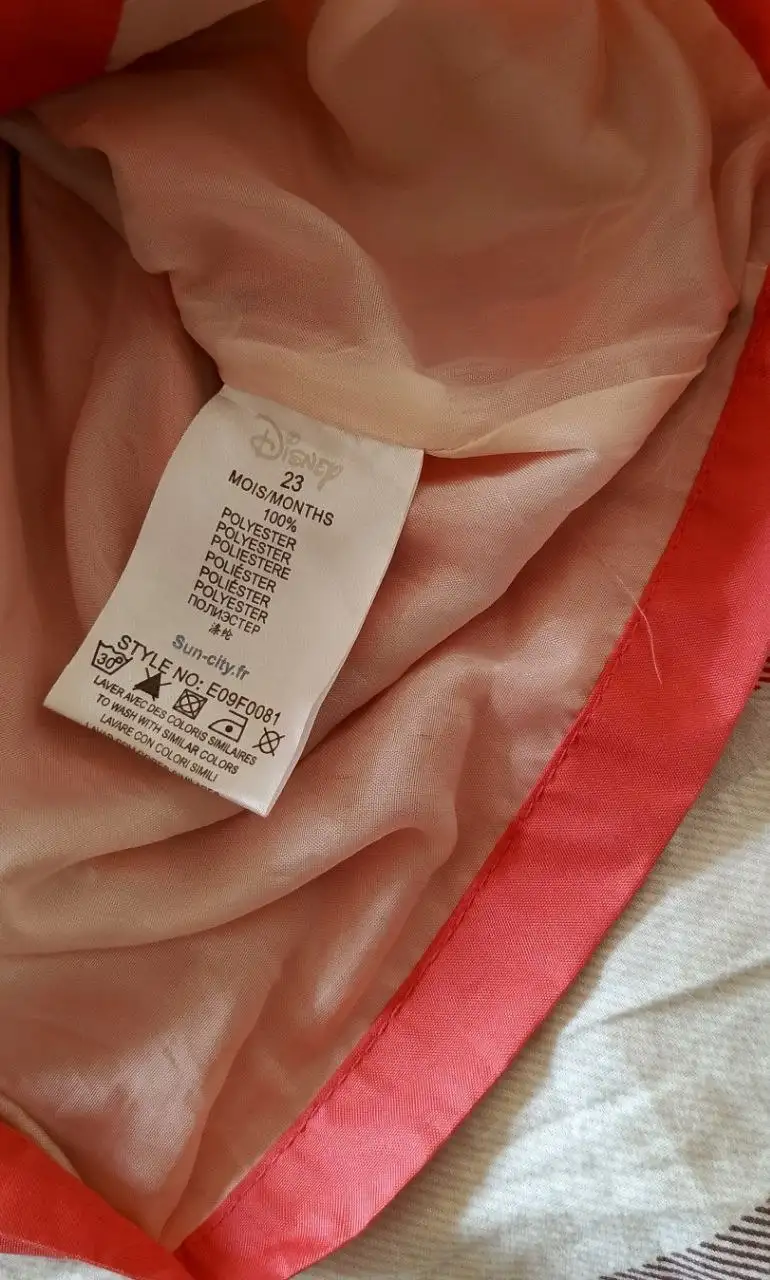 Disney
23
MOIS/MONTHS
100%
POLYESTER
POLYESTER
POLIESTERE
POLIÉSTER
POLIÉSTER
POLYESTER
ПОЛИЭСТЕР
涤纶
Sun-city.fr
STYLE NO: E09F0081
30°
LAVER AVEC DES COLORIS SIMILAIRES
TO WASH WITH SIMILAR COLORS
LAVARE CON COLORI SIMILI